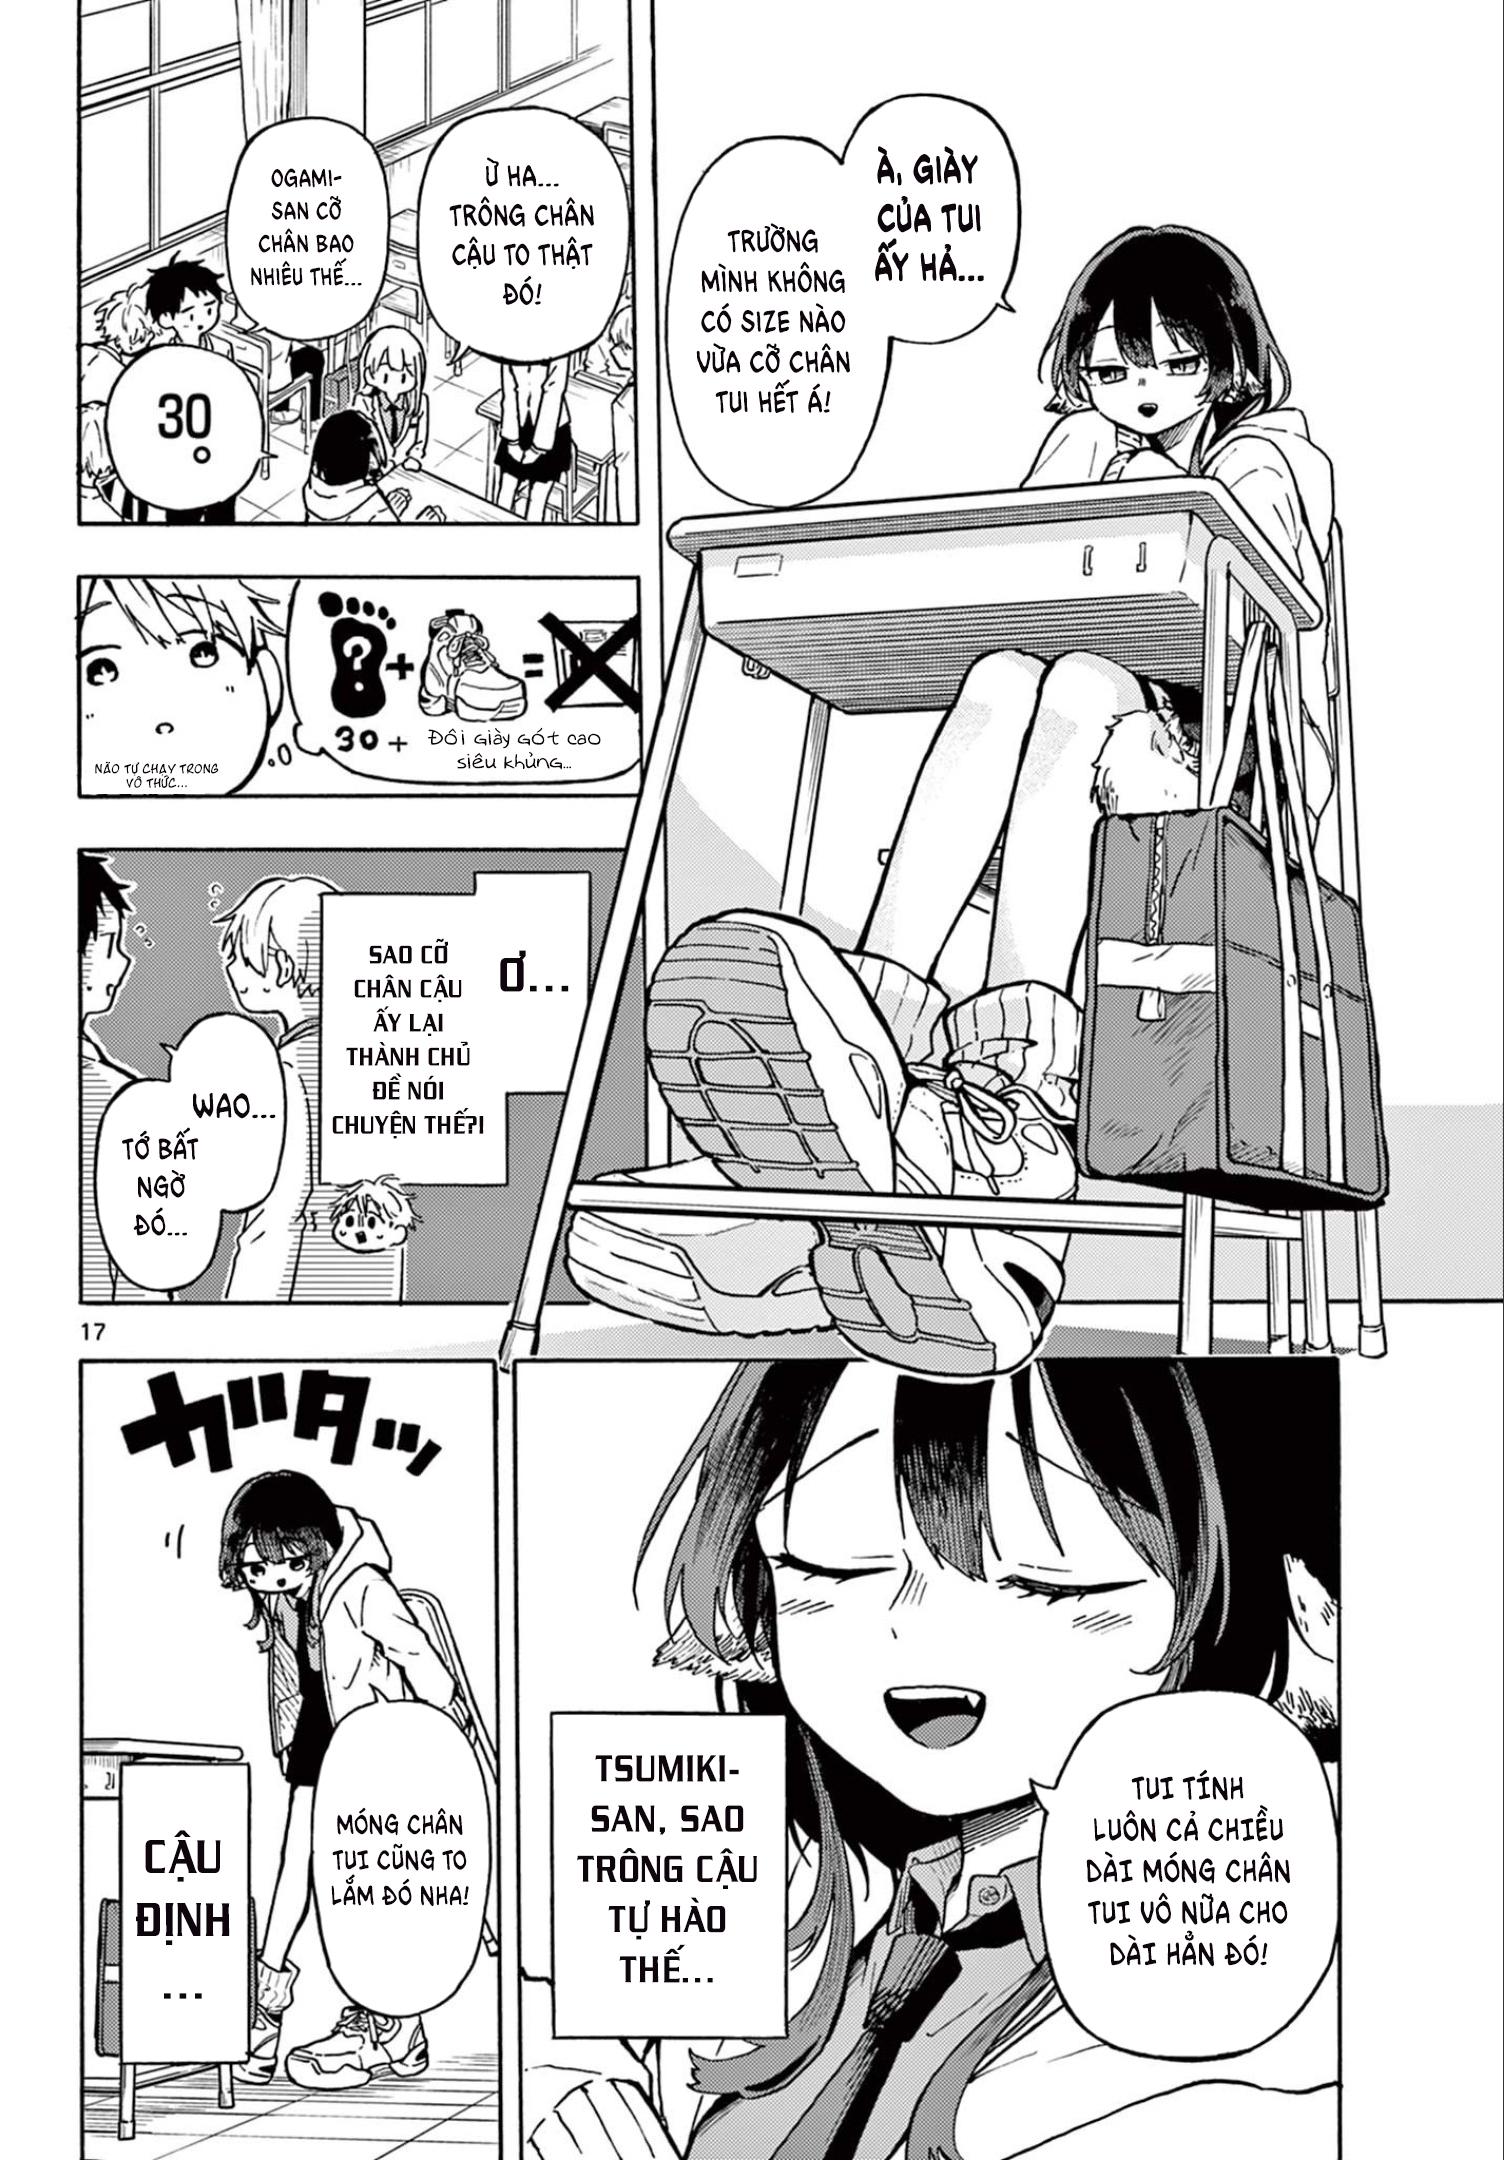 À, GIÀY
CỦA TUI
ẤY HẢ...
TRƯỜNG
MÌNH KHÔNG
CÓ SIZE NÀO
VỪA CỠ CHÂN
TUI HẾT Á!
Ừ HA...
TRÔNG CHÂN
CẬU TO THẬT
ĐÓ!
OGAMI-
SAN CỠ
CHÂN BAO
NHIÊU THẾ...
30
?
+
=
30 +
ĐÔI GIÀY GÓT CAO
SIÊU KHỦNG...
NÃO TỰ CHẠY TRONG
VÔ THỨC...
Ơ...
SAO CỠ
CHÂN CẬU
ẤY LẠI
THÀNH CHỦ
ĐỀ NÓI
CHUYỆN THẾ?!
WAO...
TỚ BẤT
NGỜ
ĐÓ...
17
TUI TÍNH
LUÔN CẢ CHIỀU
DÀI MÓNG CHÂN
TUI VÔ NỮA CHO
DÀI HẲN ĐÓ!
TSUMIKI-
SAN, SAO
TRÔNG CẬU
TỰ HÀO
THẾ...
ガタッ
MÓNG CHÂN
TUI CŨNG TO
LẮM ĐÓ NHA!
CẬU
ĐỊNH
...